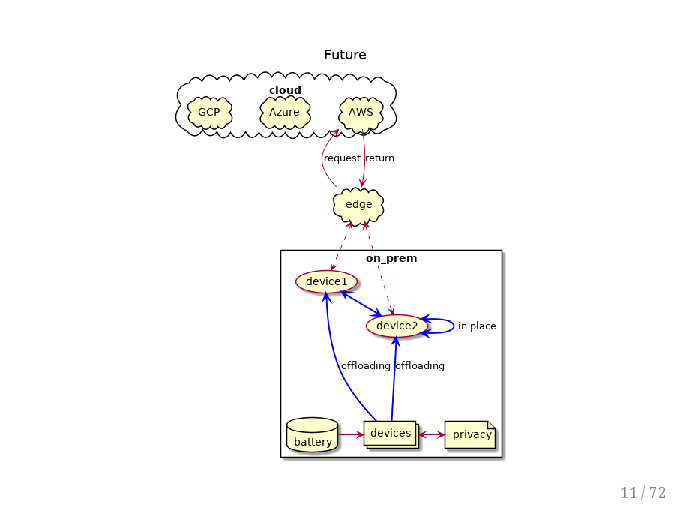 Future
cloud
GCP Azure AWS
request return
edge
on_prem
device1
device2 in place
offloading offloading
battery devices privacy
11 / 72